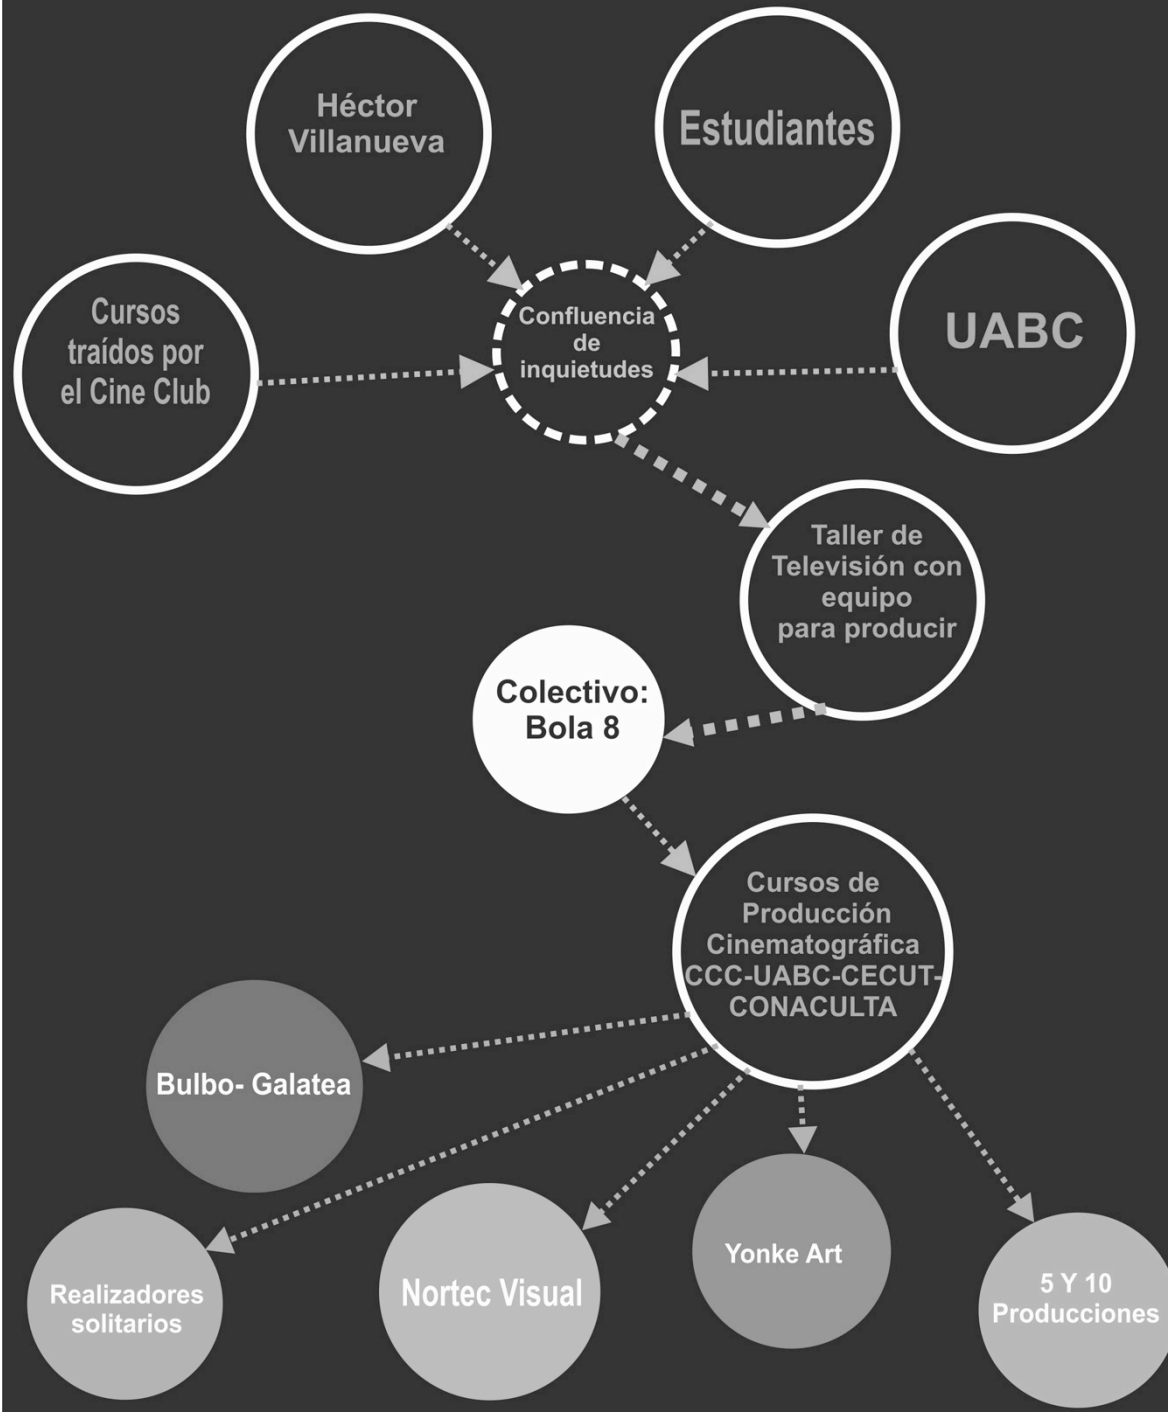 Héctor
Villanueva
Estudiantes
Cursos
traídos por
el Cine Club
Confluencia
de
inquietudes
UABC
Taller de
Televisión con
equipo
para producir
Colectivo:
Bola 8
Cursos de
Producción
Cinematográfica
CCC-UABC-CECUT-
CONACULTA
Bulbo- Galatea
Realizadores
solitarios
Nortec Visual
Yonke Art
5 Y 10
Producciones